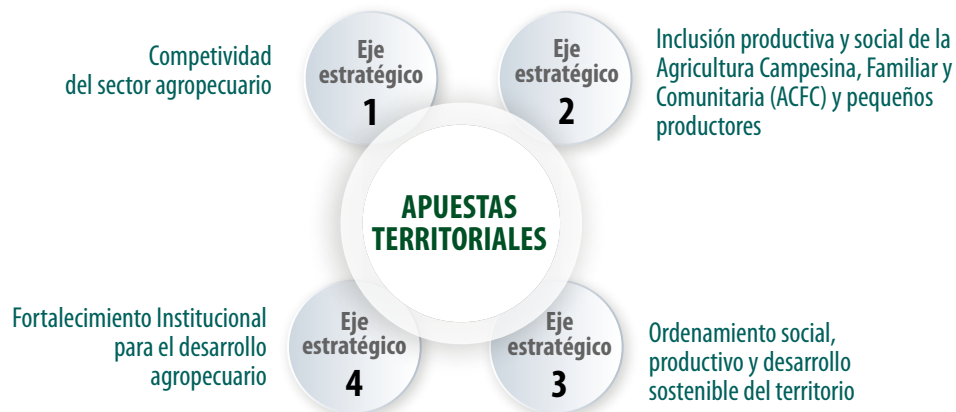 Competividad
del sector agropecuario
Eje
estratégico
1
Eje
estratégico
2
Inclusión productiva y social de la
Agricultura Campesina, Familiar y
Comunitaria (ACFC) y pequeños
productores
APUESTAS
TERRITORIALES
Fortalecimiento Institucional
para el desarrollo
agropecuario
Eje
estratégico
4
Eje
estratégico
3
Ordenamiento social,
productivo y desarrollo
sostenible del territorio